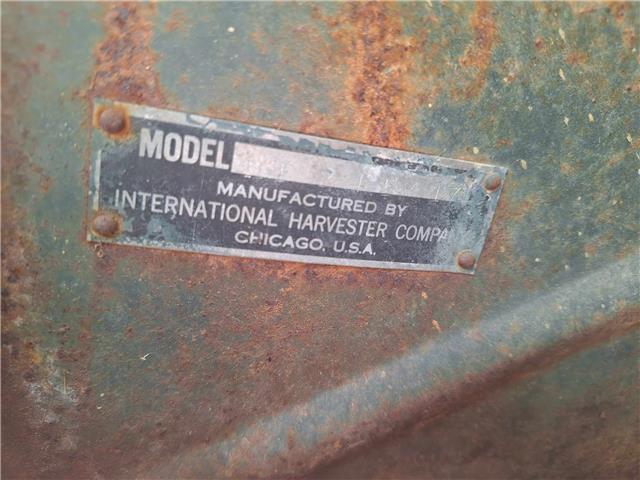 MODEL
MANUFACTURED BY
INTERNATIONAL HARVESTER COMPA
CHICAGO, U.S.A.